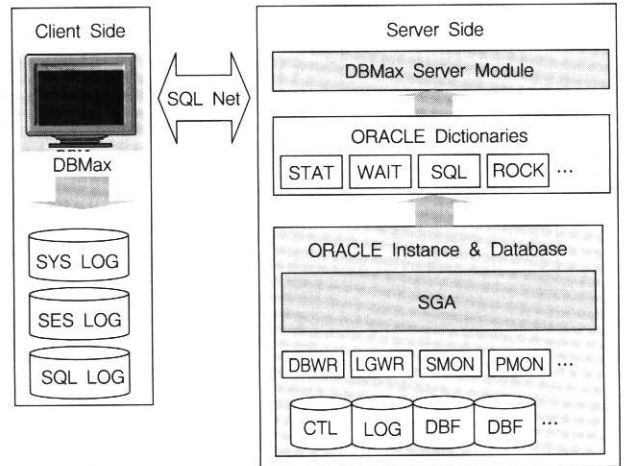 Client Side
DBMax
SYS LOG
SES LOG
SQL LOG
SQL Net
Server Side
DBMax Server Module
ORACLE Dictionaries
STAT WAIT SQL ROCK ...
ORACLE Instance & Database
SGA
DBWR LGWR SMON PMON ...
CTL LOG DBF DBF ...